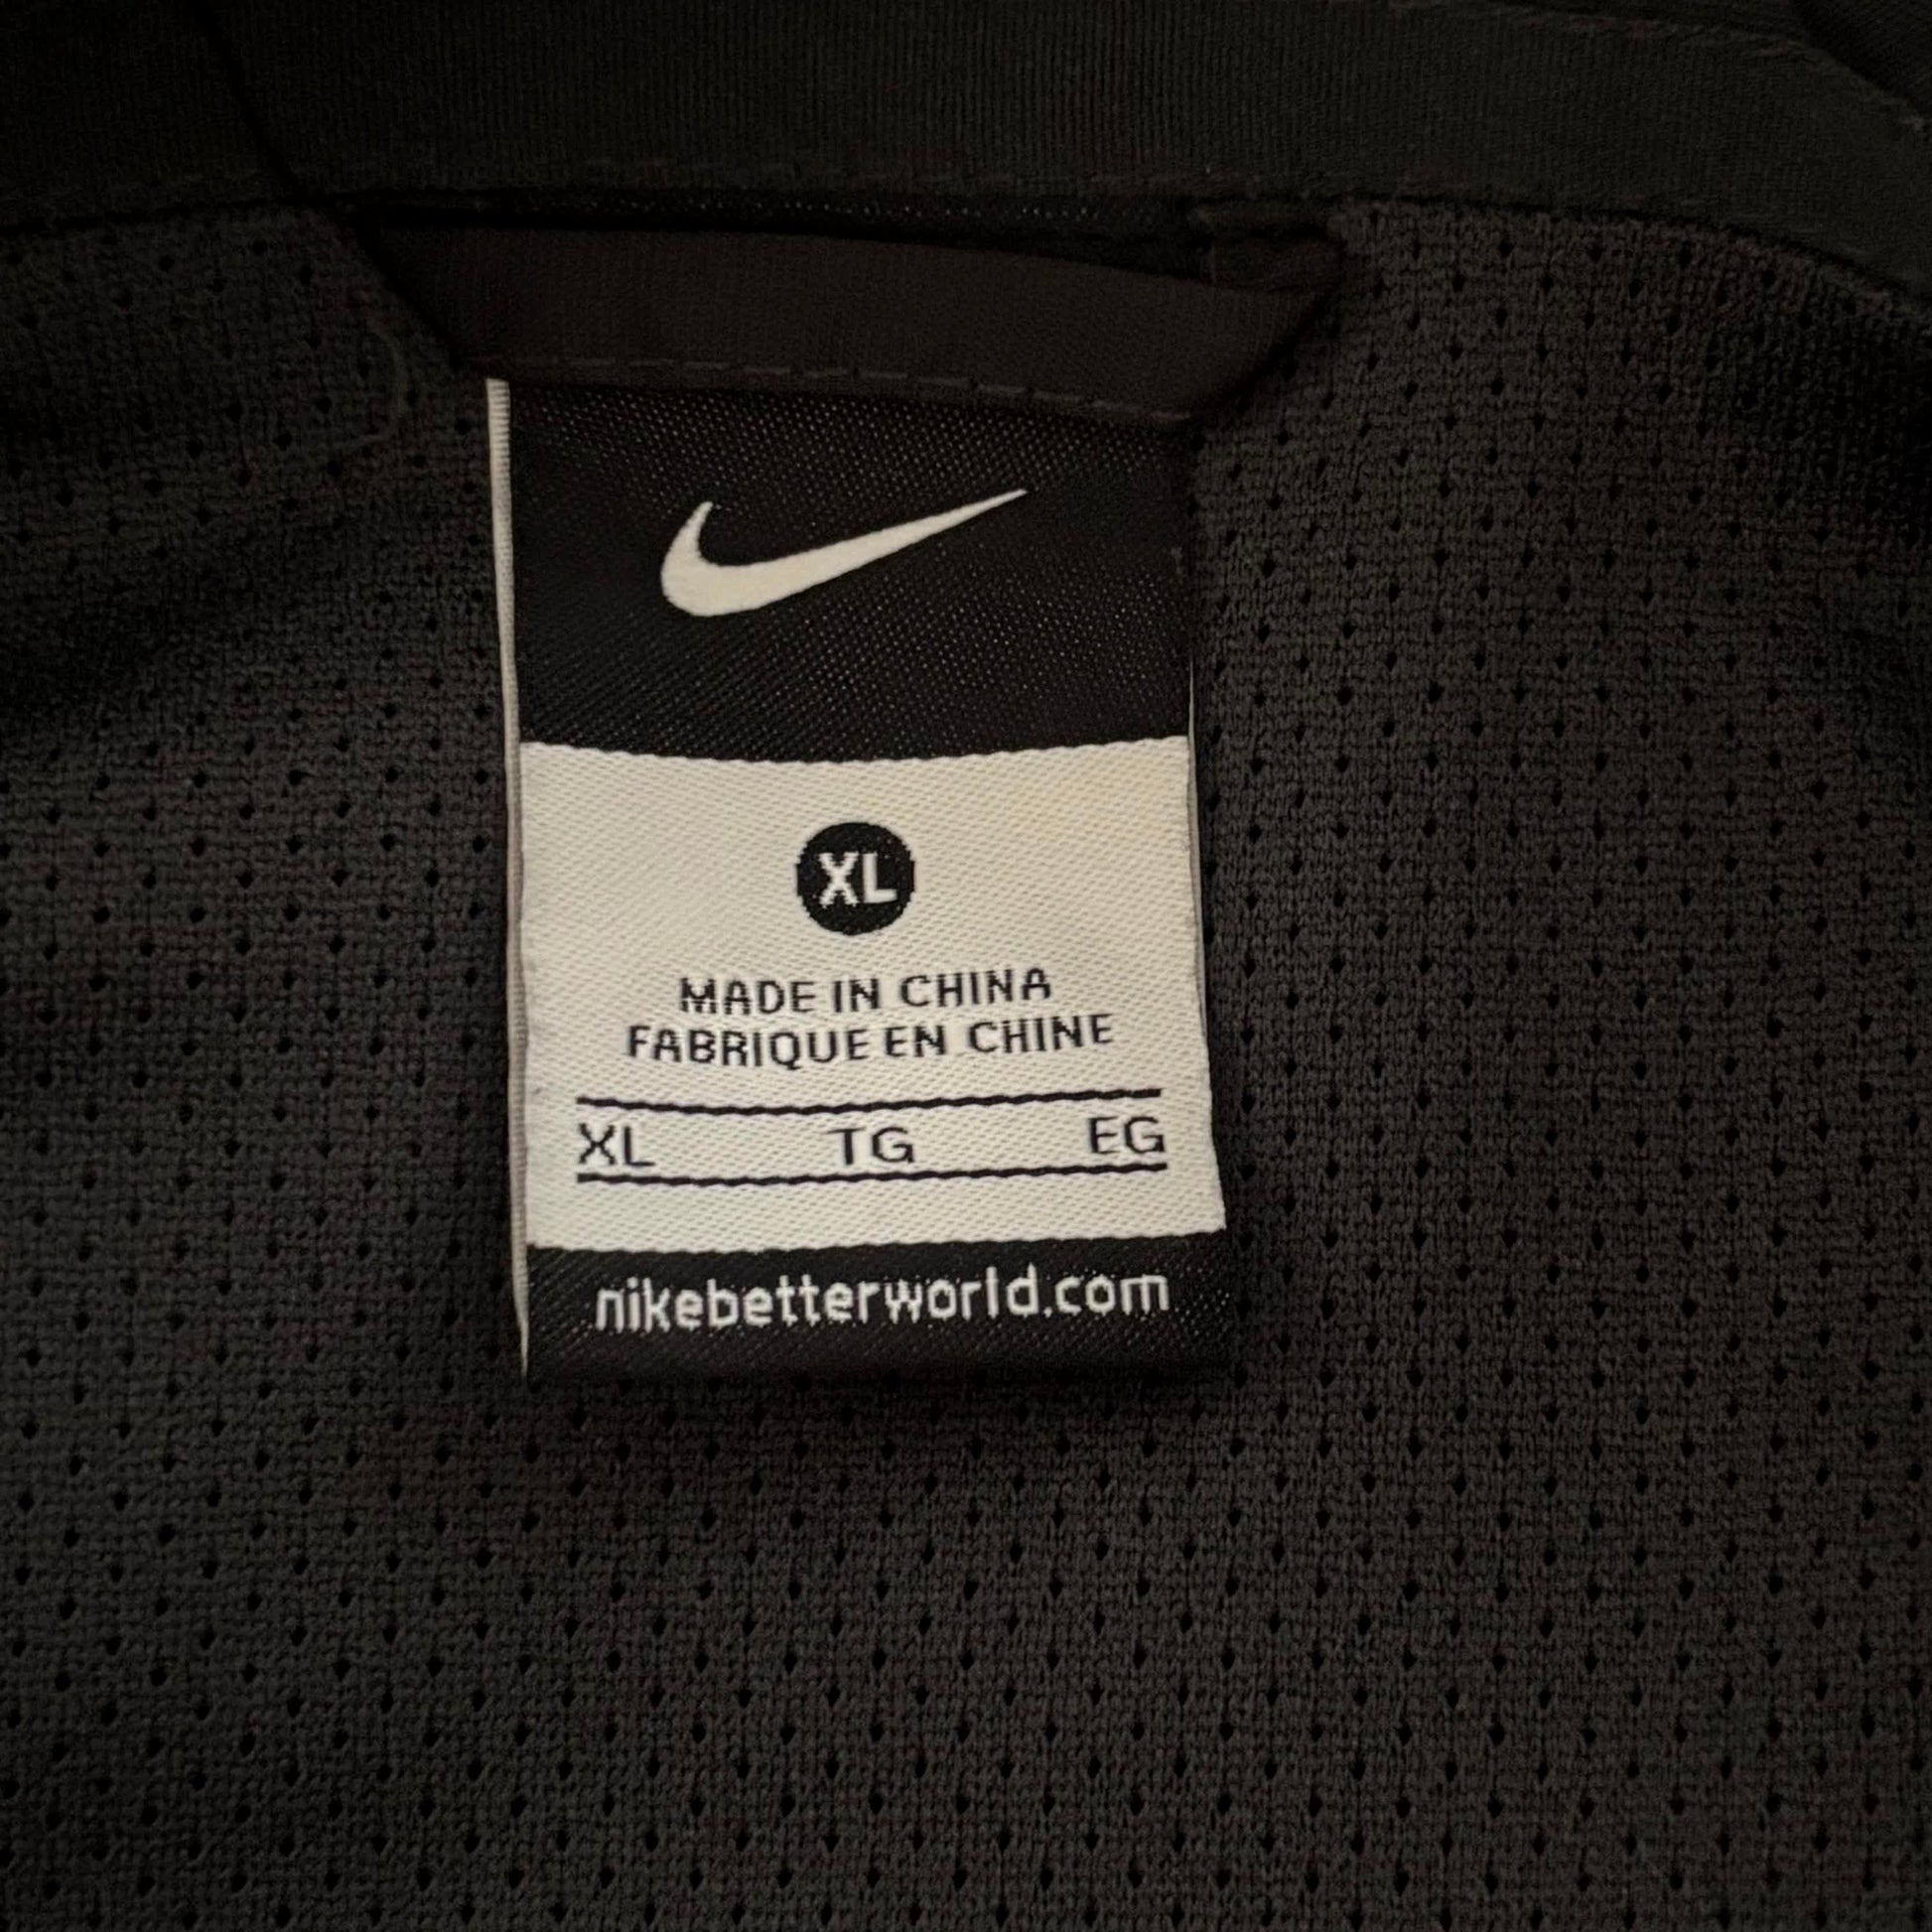 XL
MADE IN CHINA
FABRIQUE EN CHINE
XL TG EG
nikebetterworld.com